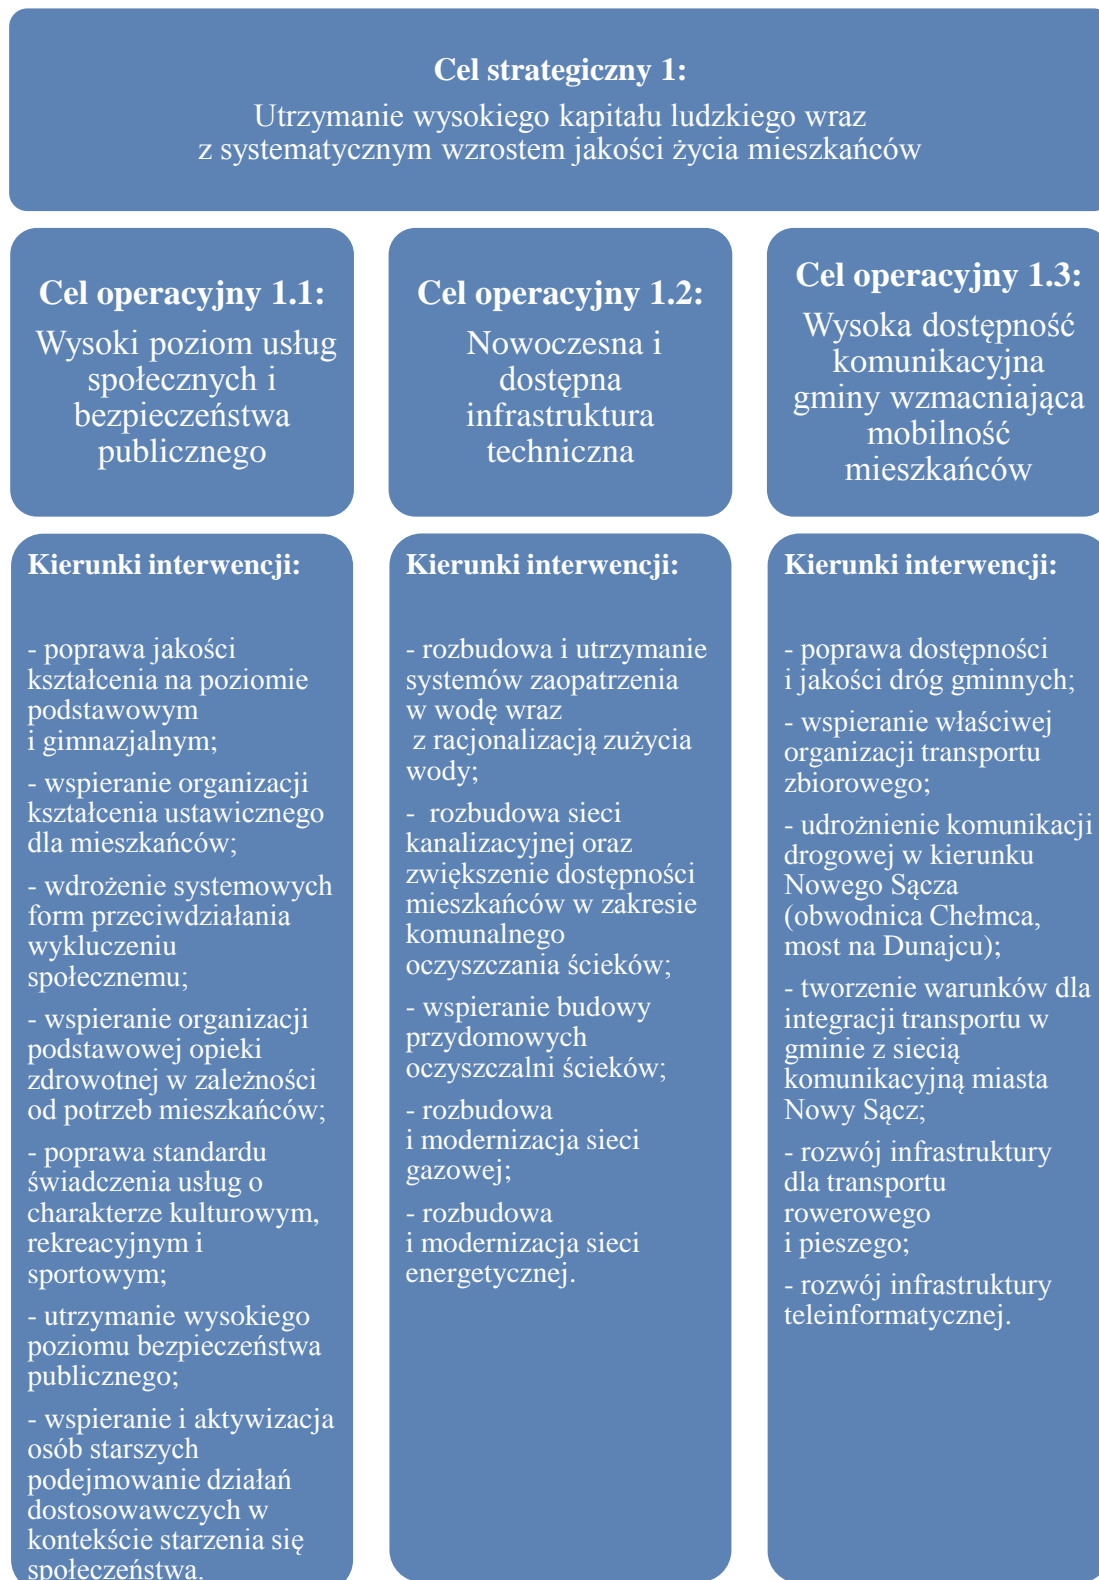 Cel strategiczny 1:
Utrzymanie wysokiego kapitału ludzkiego wraz
z systematycznym wzrostem jakości życia mieszkańców
Cel operacyjny 1.1:
Wysoki poziom usług
społecznych i
bezpieczeństwa
publicznego
Cel operacyjny 1.2:
Nowoczesna i
dostępna
infrastruktura
techniczna
Cel operacyjny 1.3:
Wysoka dostępność
komunikacyjna
gminy wzmacniająca
mobilność
mieszkańców
Kierunki interwencji:
- poprawa jakości
kształcenia na poziomie
podstawowym
i gimnazjalnym;
- wspieranie organizacji
kształcenia ustawicznego
dla mieszkańców;
- wdrożenie systemowych
form przeciwdziałania
wykluczeniu
społecznemu;
- wspieranie organizacji
podstawowej opieki
zdrowotnej w zależności
od potrzeb mieszkańców;
- poprawa standardu
świadczenia usług o
charakterze kulturowym,
rekreacyjnym i
sportowym;
- utrzymanie wysokiego
poziomu bezpieczeństwa
publicznego;
- wspieranie i aktywizacja
osób starszych
podejmowanie działań
dostosowawczych w
kontekście starzenia się
społeczeństwa.
Kierunki interwencji:
- rozbudowa i utrzymanie
systemów zaopatrzenia
w wodę wraz
z racjonalizacją zużycia
wody;
- rozbudowa sieci
kanalizacyjnej oraz
zwiększenie dostępności
mieszkańców w zakresie
komunalnego
oczyszczania ścieków;
- wspieranie budowy
przydomowych
oczyszczalni ścieków;
- rozbudowa
i modernizacja sieci
gazowej;
- rozbudowa
i modernizacja sieci
energetycznej.
Kierunki interwencji:
- poprawa dostępności
i jakości dróg gminnych;
- wspieranie właściwej
organizacji transportu
zbiorowego;
- udrożnienie komunikacji
drogowej w kierunku
Nowego Sącza
(obwodnica Chełmca,
most na Dunajcu);
- tworzenie warunków dla
integracji transportu w
gminie z siecią
komunikacyjną miasta
Nowy Sącz;
- rozwój infrastruktury
dla transportu
rowerowego
i pieszego;
- rozwój infrastruktury
teleinformatycznej.